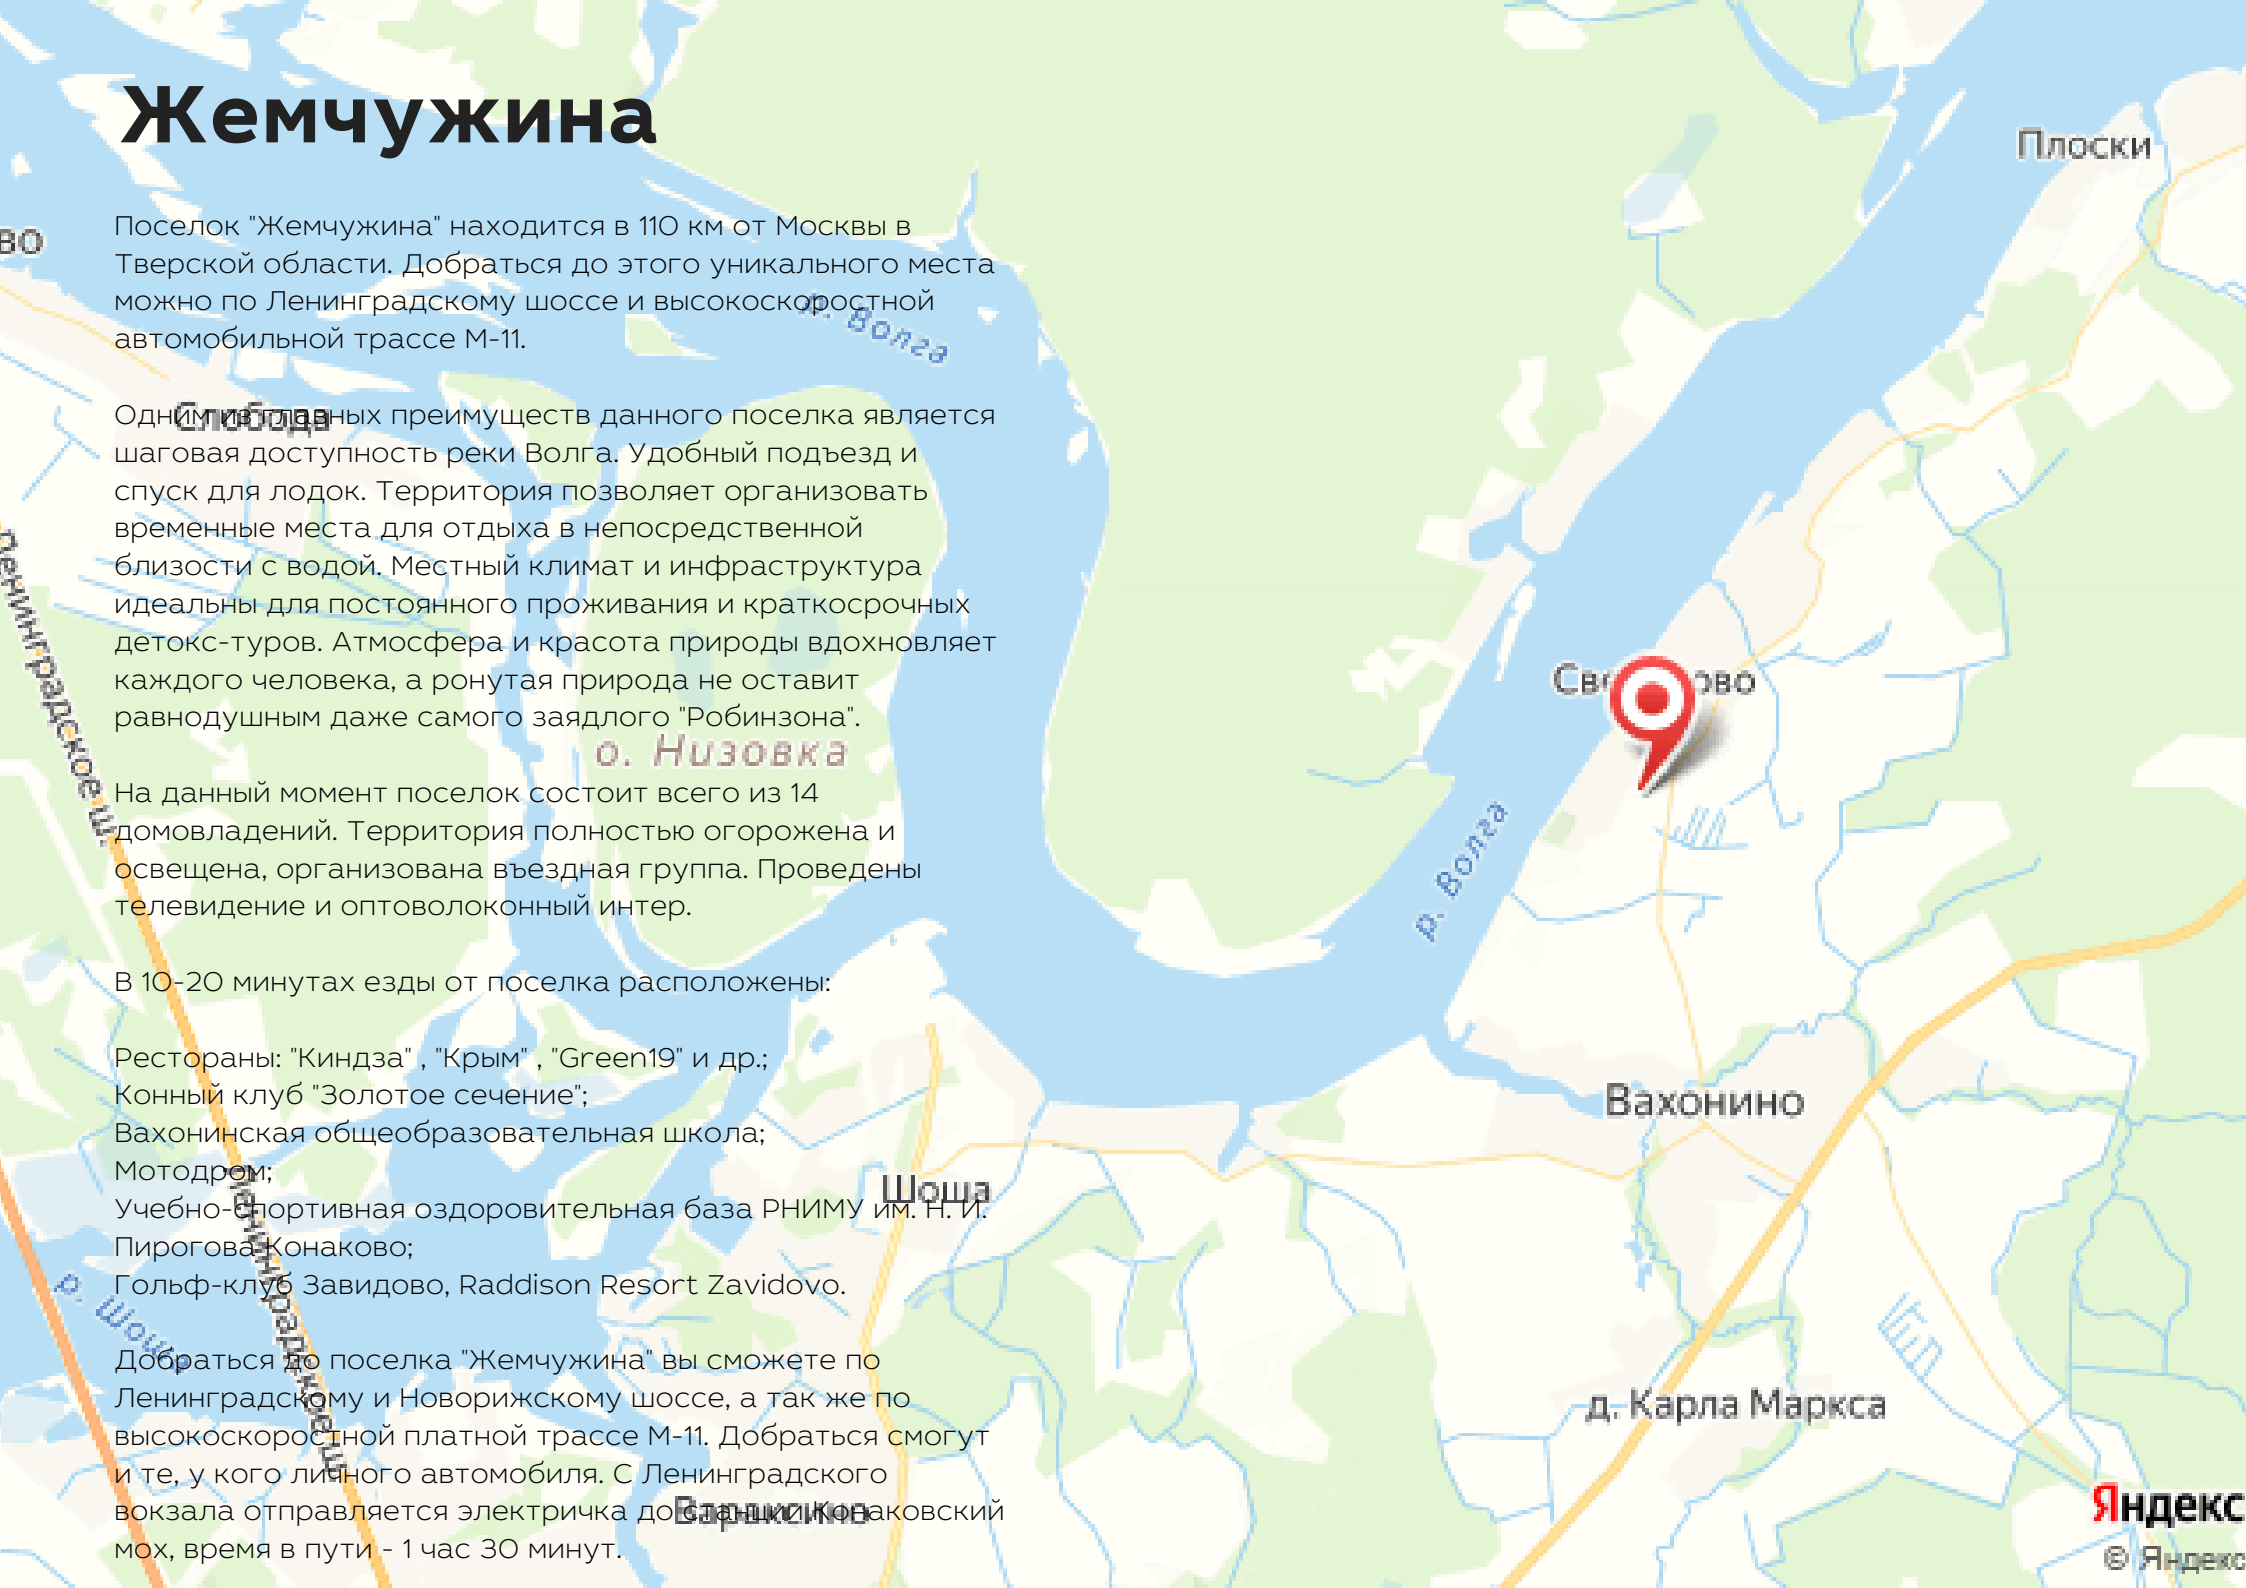 Жемчужина
Поселок "Жемчужина" находится в 110 км от Москвы в
Тверской области. Добраться до этого уникального места
можно по Ленинградскому шоссе и высокоскоростной
автомобильной трассе М-11.
Одним из главных преимуществ данного поселка является
шаговая доступность реки Волга. Удобный подъезд и
спуск для лодок. Территория позволяет организовать
временные места для отдыха в непосредственной
близости с водой. Местный климат и инфраструктура
идеальны для постоянного проживания и краткосрочных
детокс-туров. Атмосфера и красота природы вдохновляет
каждого человека, а ронутая природа не оставит
равнодушным даже самого заядлого "Робинзона".
На данный момент поселок состоит всего из 14
домовладений. Территория полностью огорожена и
освещена, организована въездная группа. Проведены
телевидение и оптоволоконный интер.
В 10-20 минутах езды от поселка расположены:
Рестораны: "Киндза" , "Крым" , "Green19" и др.;
Конный клуб "Золотое сечение";
Вахонинская общеобразовательная школа;
Мотодром;
Учебно-спортивная оздоровительная база РНИМУ им. Н. И.
Пирогова Конаково;
Гольф-клуб Завидово, Raddison Resort Zavidovo.
Добраться до поселка "Жемчужина" вы сможете по
Ленинградскому и Новорижскому шоссе, а так же по
высокоскоростной платной трассе М-11. Добраться смогут
и те, у кого личного автомобиля. С Ленинградского
вокзала отправляется электричка до станции Конаковский
мох, время в пути - 1 час 30 минут.
во
р. Волга
Слобода
Ленинградское ш.
о. Низовка
Плоски
р. Волга
Вахонино
Шоша
Ленинградское ш.
р. Шоша
д. Карла Маркса
Вараксино
Яндекс
© Яндекс